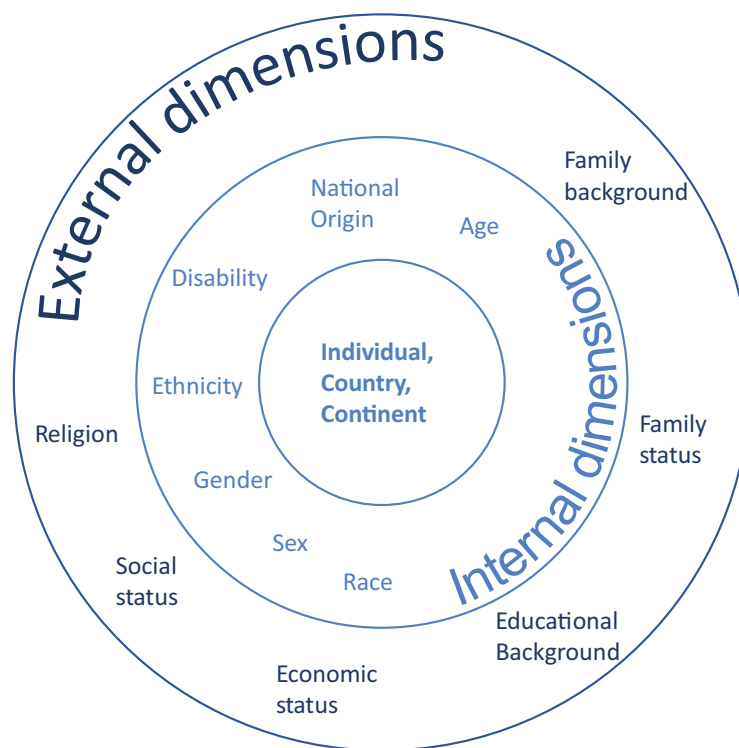 External dimensions
Family
background
National
Origin
Age
Disability
Internal dimensions
Individual,
Country,
Continent
Ethnicity
Religion
Family
status
Gender
Sex
Race
Social
status
Educational
Background
Economic
status